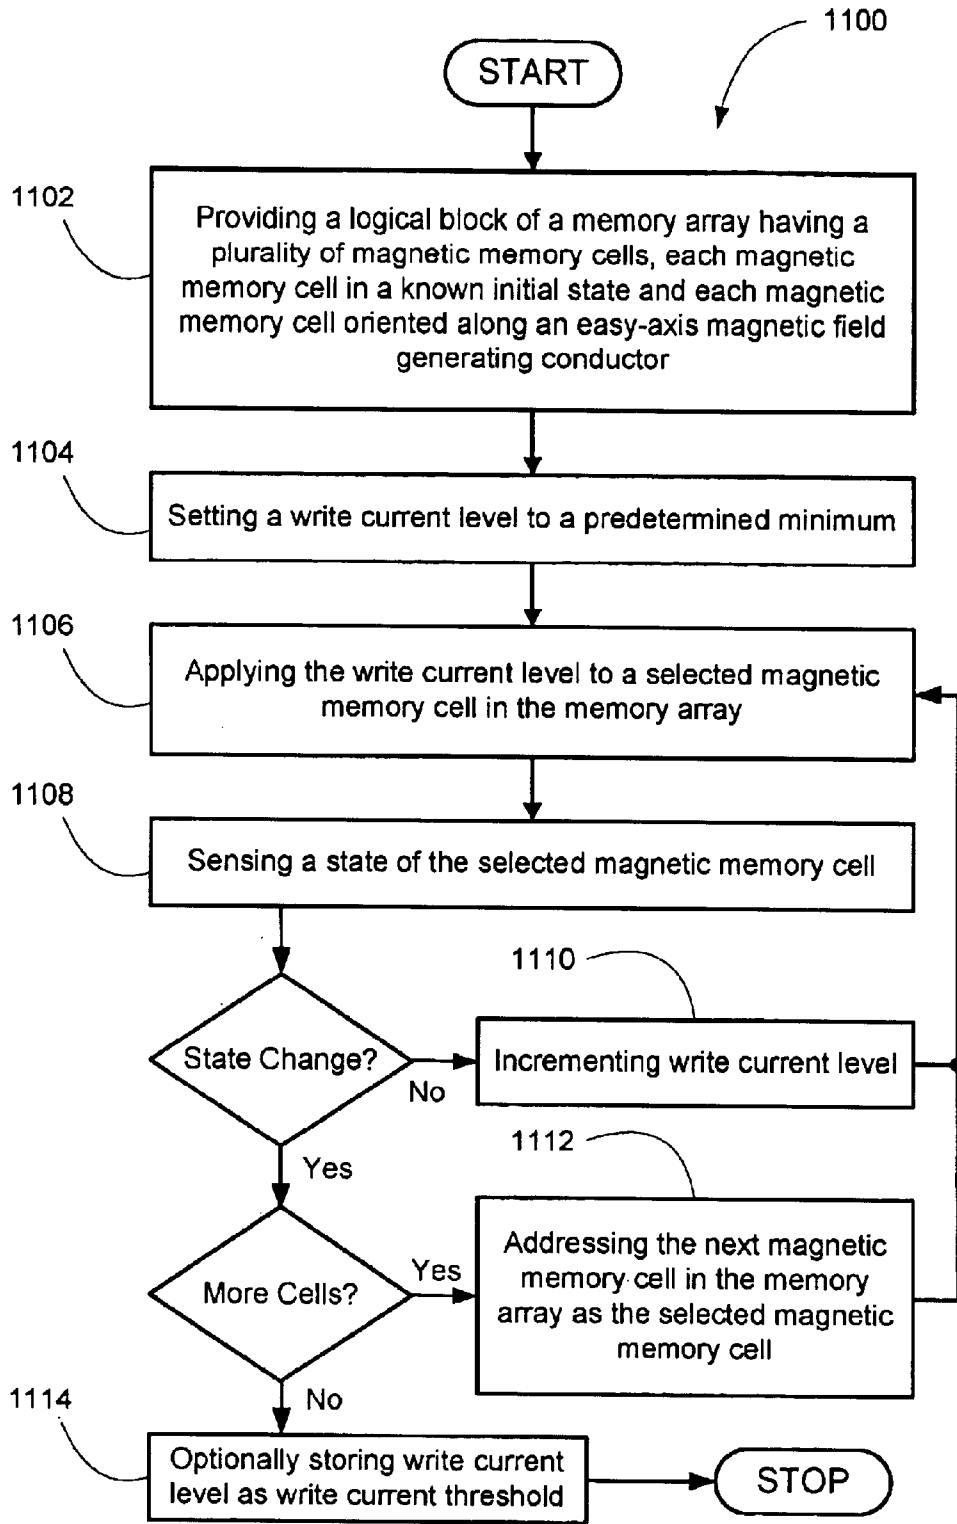 1100
START
1102
Providing a logical block of a memory array having a
plurality of magnetic memory cells, each magnetic
memory cell in a known initial state and each magnetic
memory cell oriented along an easy-axis magnetic field
generating conductor
1104
Setting a write current level to a predetermined minimum
1106
Applying the write current level to a selected magnetic
memory cell in the memory array
1108
Sensing a state of the selected magnetic memory cell
1110
State Change?
No
Incrementing write current level
Yes
1112
More Cells?
Yes
Addressing the next magnetic
memory cell in the memory
array as the selected magnetic
memory cell
No
1114
Optionally storing write current
level as write current threshold
STOP